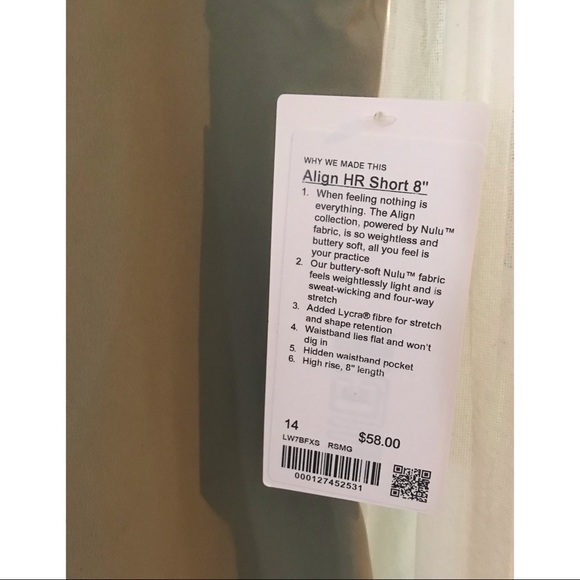 WHY WE MADE THIS
Align HR Short 8"
1. When feeling nothing is
everything. The Align
collection, powered by Nulu™
fabric, is so weightless and
buttery soft, all you feel is
your practice
2. Our buttery-soft Nulu™ fabric
feels weightlessly light and is
sweat-wicking and four-way
stretch
3. Added Lycra® fibre for stretch
and shape retention
4. Waistband lies flat and won't
dig in
5. Hidden waistband pocket
6. High rise, 8" length
14 $58.00
LW7BFXS RSMG
000127452531